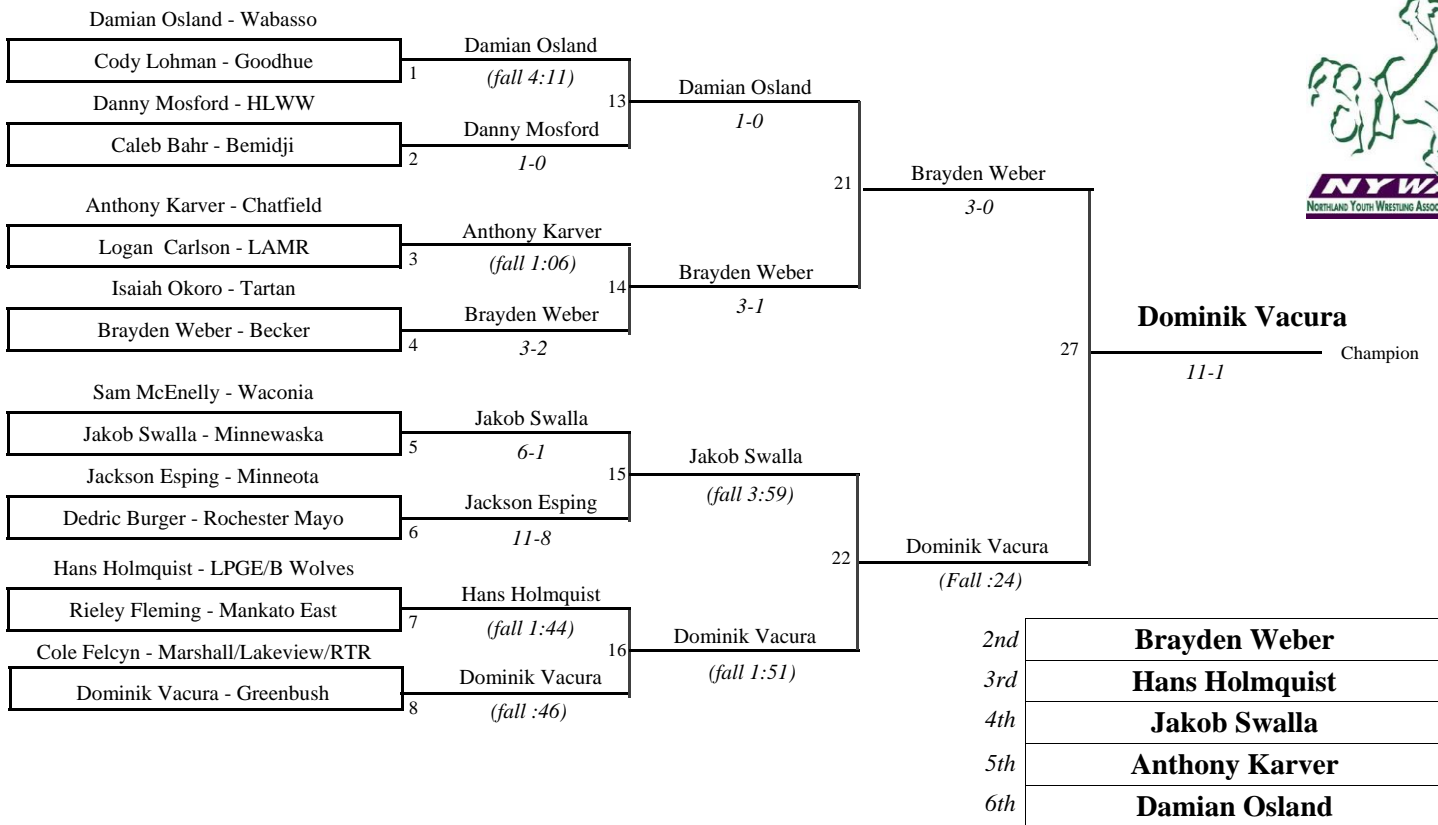 Damian Osland - Wabasso
Cody Lohman - Goodhue
1
Damian Osland
(fall 4:11)
Danny Mosford - HLWW
Caleb Bahr - Bemidji
2
Danny Mosford
1-0
13
Damian Osland
1-0
Anthony Karver - Chatfield
Logan Carlson - LAMR
3
Anthony Karver
(fall 1:06)
Isaiah Okoro - Tartan
Brayden Weber - Becker
4
Brayden Weber
3-2
14
Brayden Weber
3-1
21
Brayden Weber
3-0
Sam McEnelly - Waconia
Jakob Swalla - Minnewaska
5
Jakob Swalla
6-1
Jackson Esping - Minneota
Dedric Burger - Rochester Mayo
6
Jackson Esping
11-8
15
Jakob Swalla
(fall 3:59)
Hans Holmquist - LPGE/B Wolves
Rieley Fleming - Mankato East
7
Hans Holmquist
(fall 1:44)
Cole Felcyn - Marshall/Lakeview/RTR
Dominik Vacura - Greenbush
8
Dominik Vacura
(fall :46)
16
Dominik Vacura
(fall 1:51)
22
Dominik Vacura
(Fall :24)
27
Dominik Vacura
11-1
Champion
NYWA
NORTHLAND YOUTH WRESTLING
2nd Brayden Weber
3rd Hans Holmquist
4th Jakob Swalla
5th Anthony Karver
6th Damian Osland